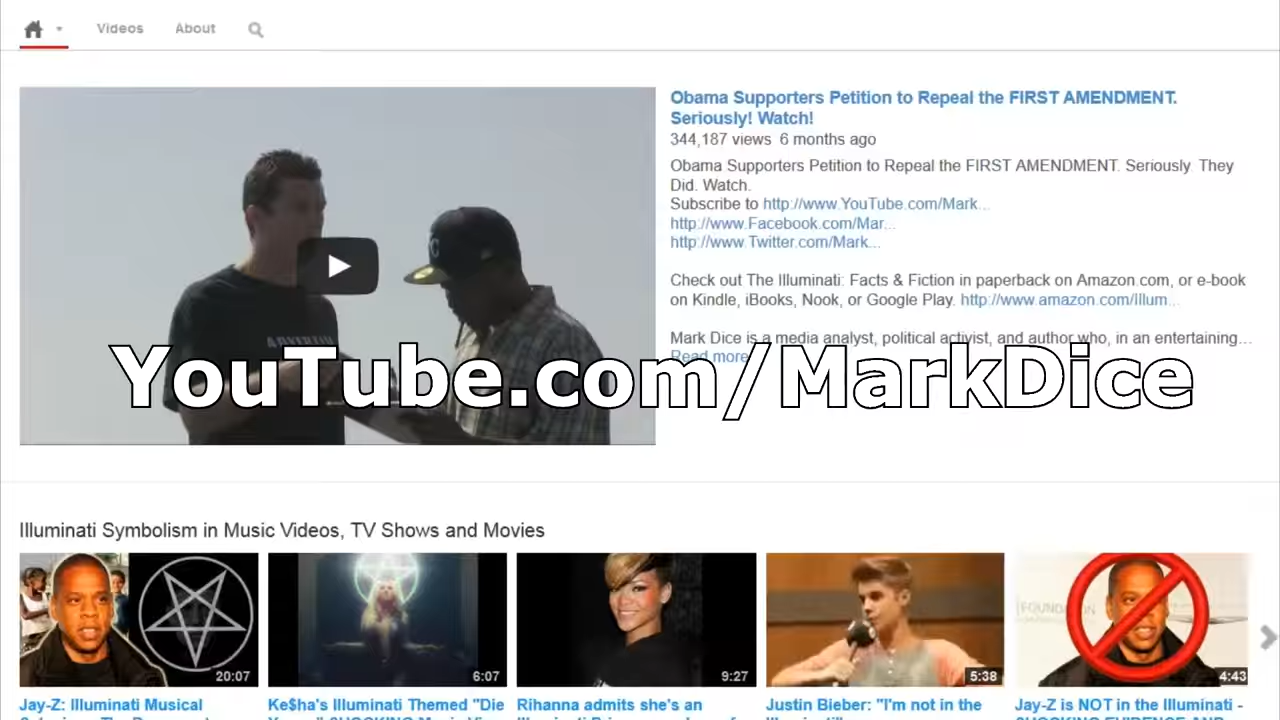 Videos About
Obama Supporters Petition to Repeal the FIRST AMENDMENT.
Seriously! Watch!
344,187 views 6 months ago
Obama Supporters Petition to Repeal the FIRST AMENDMENT. Seriously. They
Did. Watch.
Subscribe to http://www.YouTube.com/Mark...
http://www.Facebook.com/Mar...
http://www.Twitter.com/Mark...
Check out The Illuminati: Facts & Fiction in paperback on Amazon.com, or e-book
on Kindle, iBooks, Nook, or Google Play. http://www.amazon.com/Illum...
Mark Dice is a media analyst, political activist, and author who, in an entertaining...
Read more
YouTube.com/MarkDice
Illuminati Symbolism in Music Videos, TV Shows and Movies
20:07
6:07
9:27
5:38
FOUNDATION
4:43
Jay-Z: Illuminati Musical
Ke$ha's Illuminati Themed "Die
Rihanna admits she's an
Justin Bieber: "I'm not in the
Jay-Z is NOT in the Illuminati -